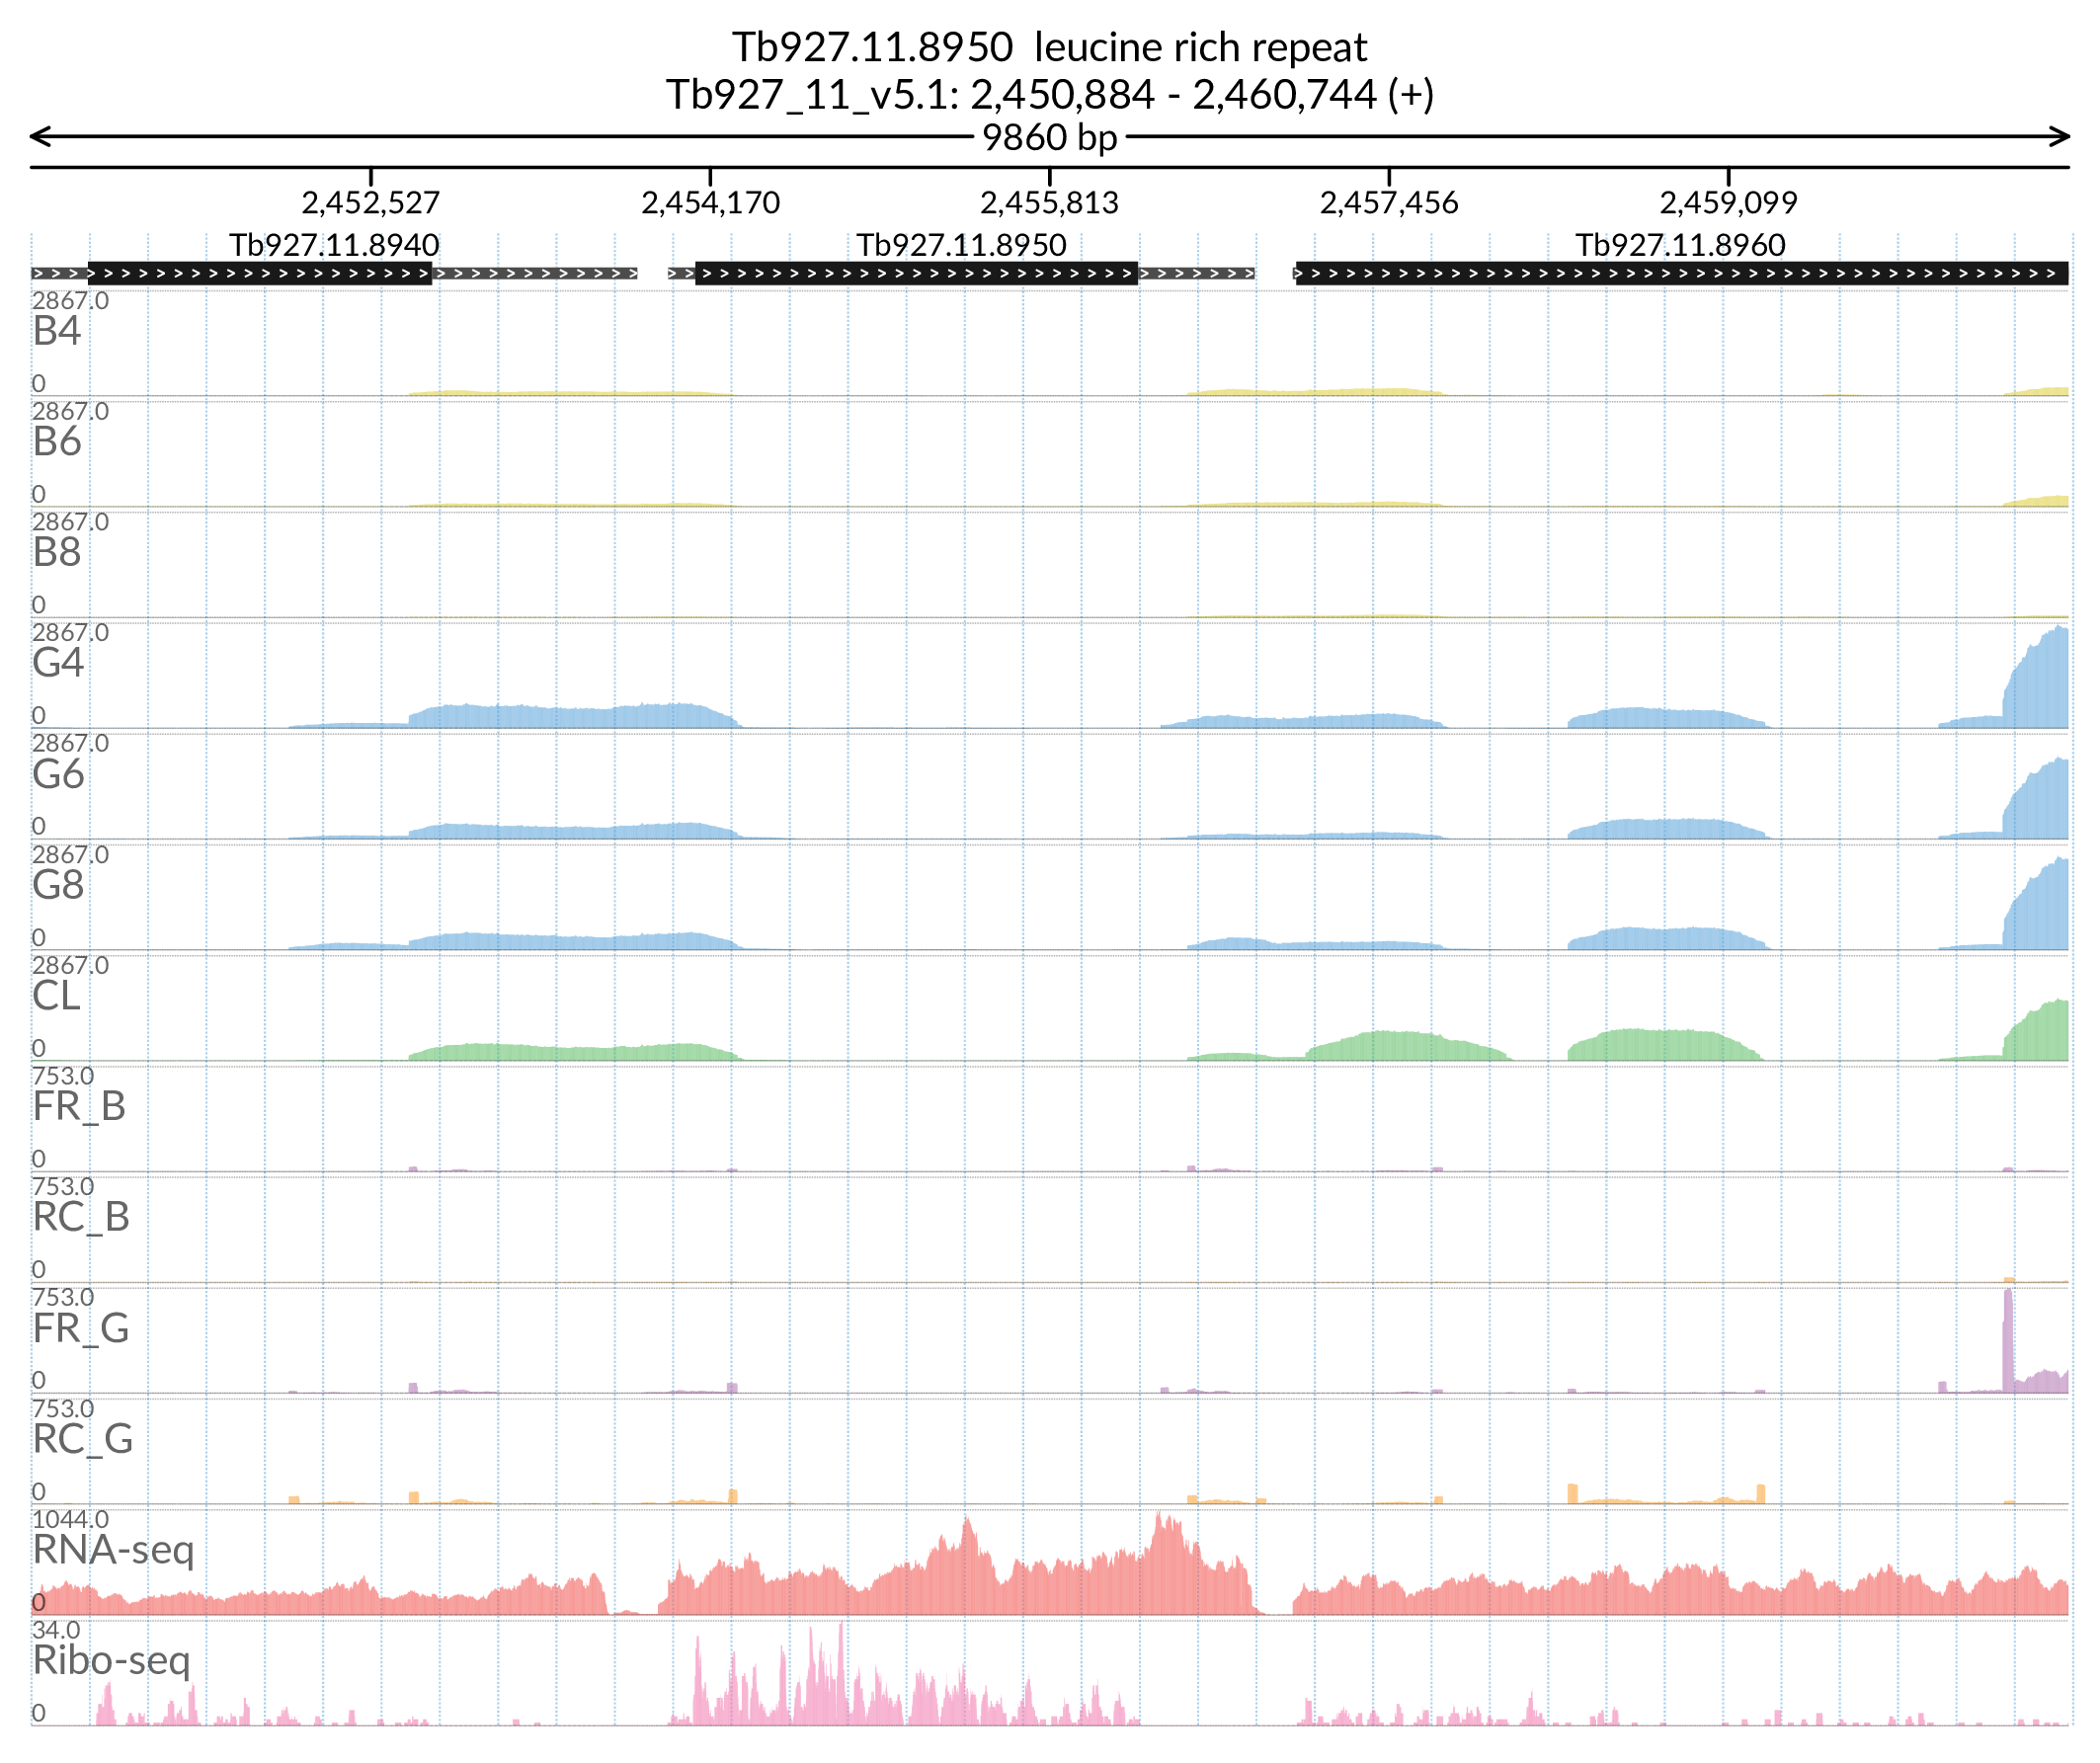 Tb927.11.8950 leucine rich repeat
Tb927_11_v5.1: 2,450,884 - 2,460,744 (+)
9860 bp
2,452,527 2,454,170 2,455,813 2,457,456 2,459,099
Tb927.11.8940 Tb927.11.8950 Tb927.11.8960
2867.0
B4
0
2867.0
B6
0
2867.0
B8
0
2867.0
G4
0
2867.0
G6
0
2867.0
G8
0
2867.0
CL
0
753.0
FR_B
0
753.0
RC_B
0
753.0
FR_G
0
753.0
RC_G
0
1044.0
RNA-seq
0
34.0
Ribo-seq
0